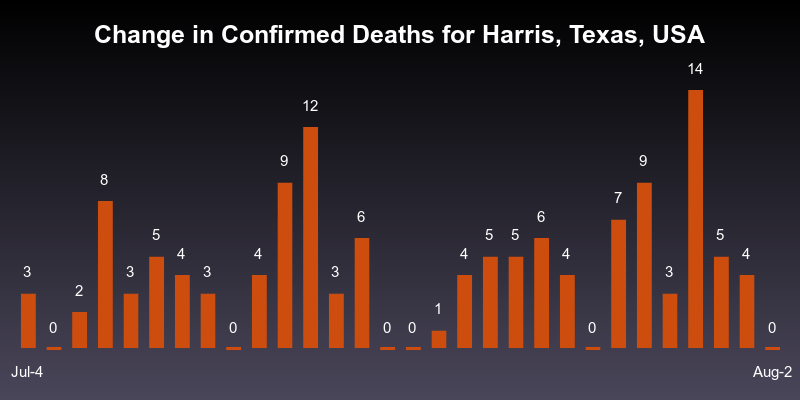 Change in Confirmed Deaths for Harris, Texas, USA
3 0 2 8 3 5 4 3 0 4 9 12 3 6 0 0 1 4 5 5 6 4 0 7 9 3 14 5 4 0
Jul-4 Aug-2